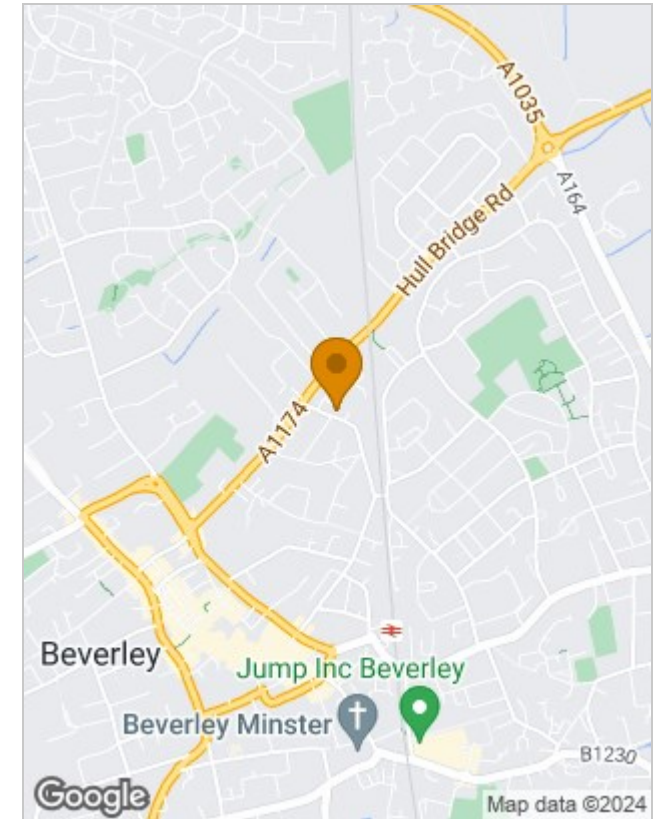 A1035
A164
Hull Bridge Rd
A1174
Beverley
Jump Inc Beverley
Beverley Minster
B1230
Google
Map data ©2024